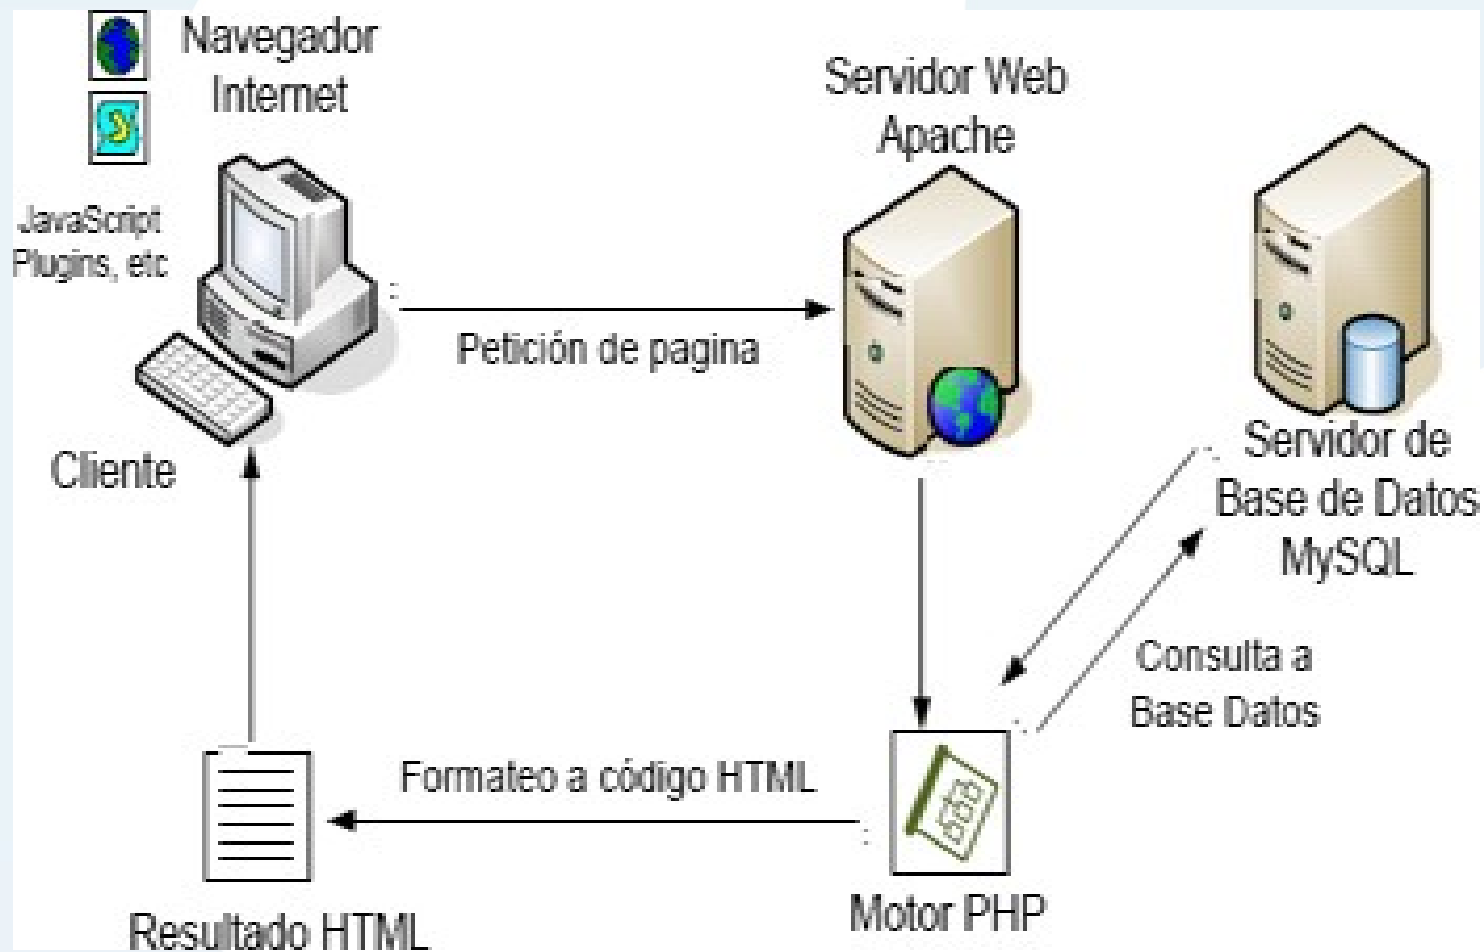 Navegador
Internet
JavaScript
Plugins, etc
Cliente
Petición de pagina
Servidor Web
Apache
Servidor de
Base de Datos
MySQL
Consulta a
Base Datos
Formateo a código HTML
Resultado HTML
Motor PHP